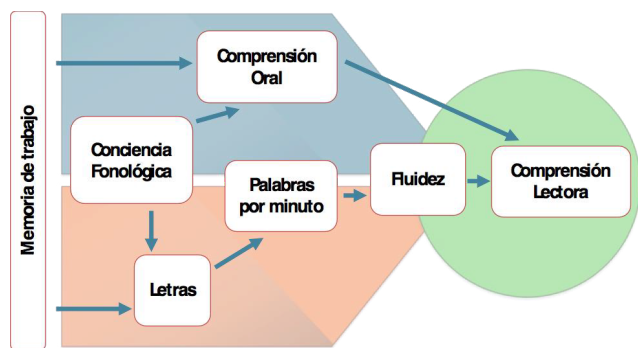 Memoria de trabajo
Comprensión
Oral
Conciencia
Fonológica
Palabras
por minuto
Fluidez
Comprensión
Lectora
Letras